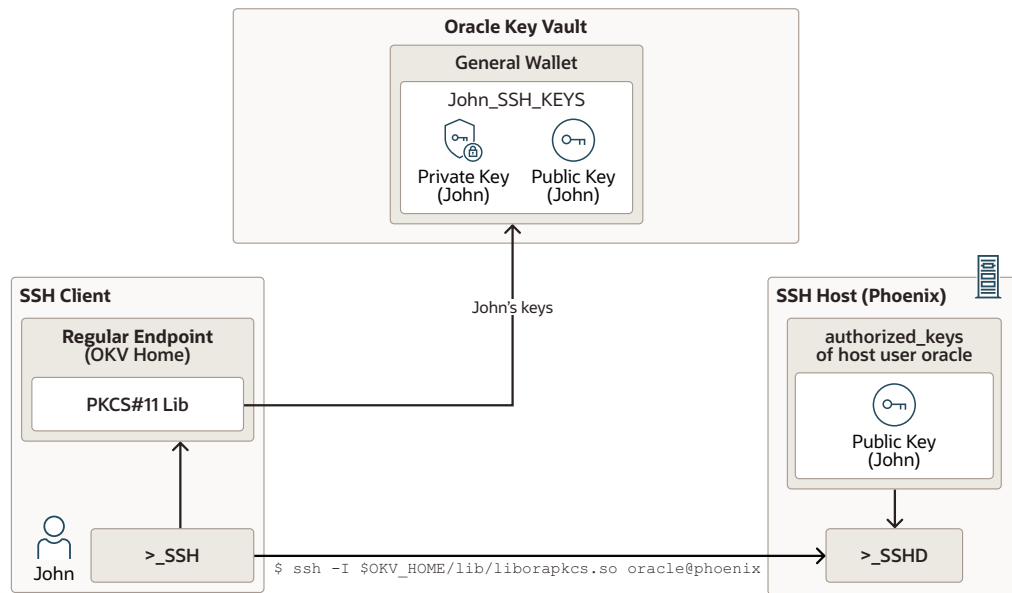 Oracle Key Vault
General Wallet
John_SSH_KEYS
Private Key
(John)
Public Key
(John)
John's keys
SSH Client
Regular Endpoint
(OKV Home)
PKCS#11 Lib
John
>_SSH
$ ssh -I $OKV_HOME/lib/liborapkcs.so oracle@phoenix
SSH Host (Phoenix)
authorized_keys
of host user oracle
Public Key
(John)
>_SSHD